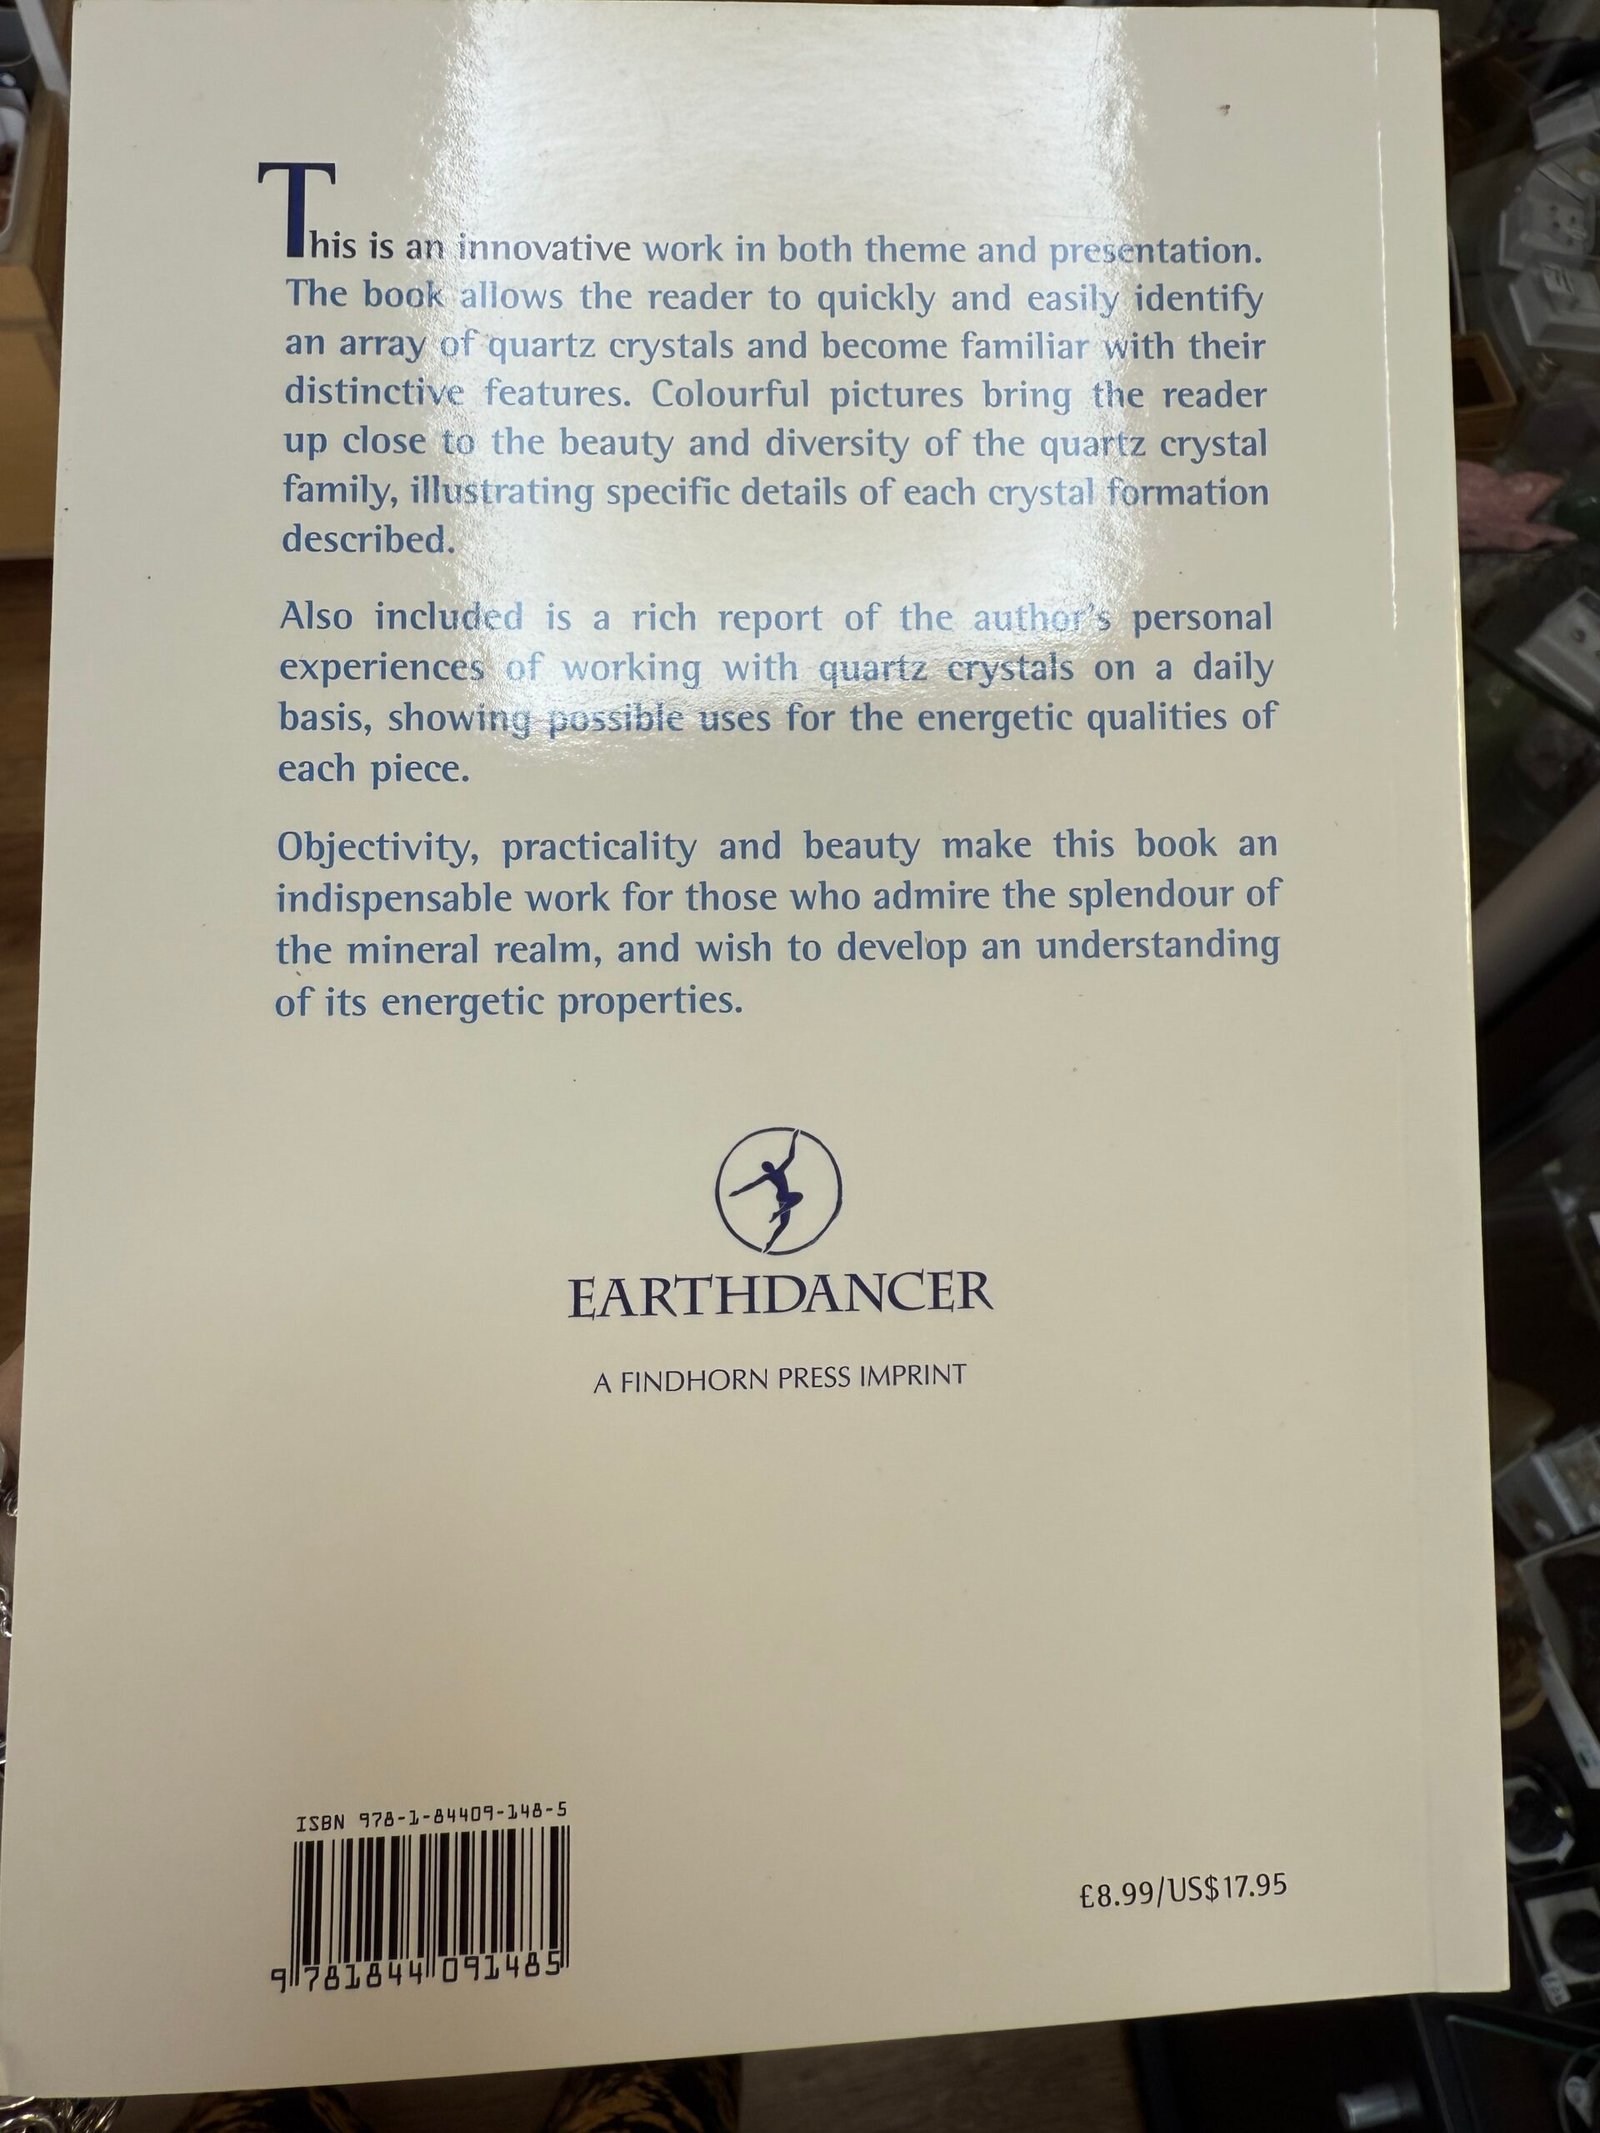 This is an innovative work in both theme and presentation.
The book allows the reader to quickly and easily identify
an array of quartz crystals and become familiar with their
distinctive features. Colourful pictures bring the reader
up close to the beauty and diversity of the quartz crystal
family, illustrating specific details of each crystal formation
described.
Also included is a rich report of the author's personal
experiences of working with quartz crystals on a daily
basis, showing possible uses for the energetic qualities of
each piece.
Objectivity, practicality and beauty make this book an
indispensable work for those who admire the splendour of
the mineral realm, and wish to develop an understanding
of its energetic properties.
EARTHDANCER
A FINDHORN PRESS IMPRINT
ISBN 978-1-84409-148-5
9 781844 091485
£8.99/US$17.95